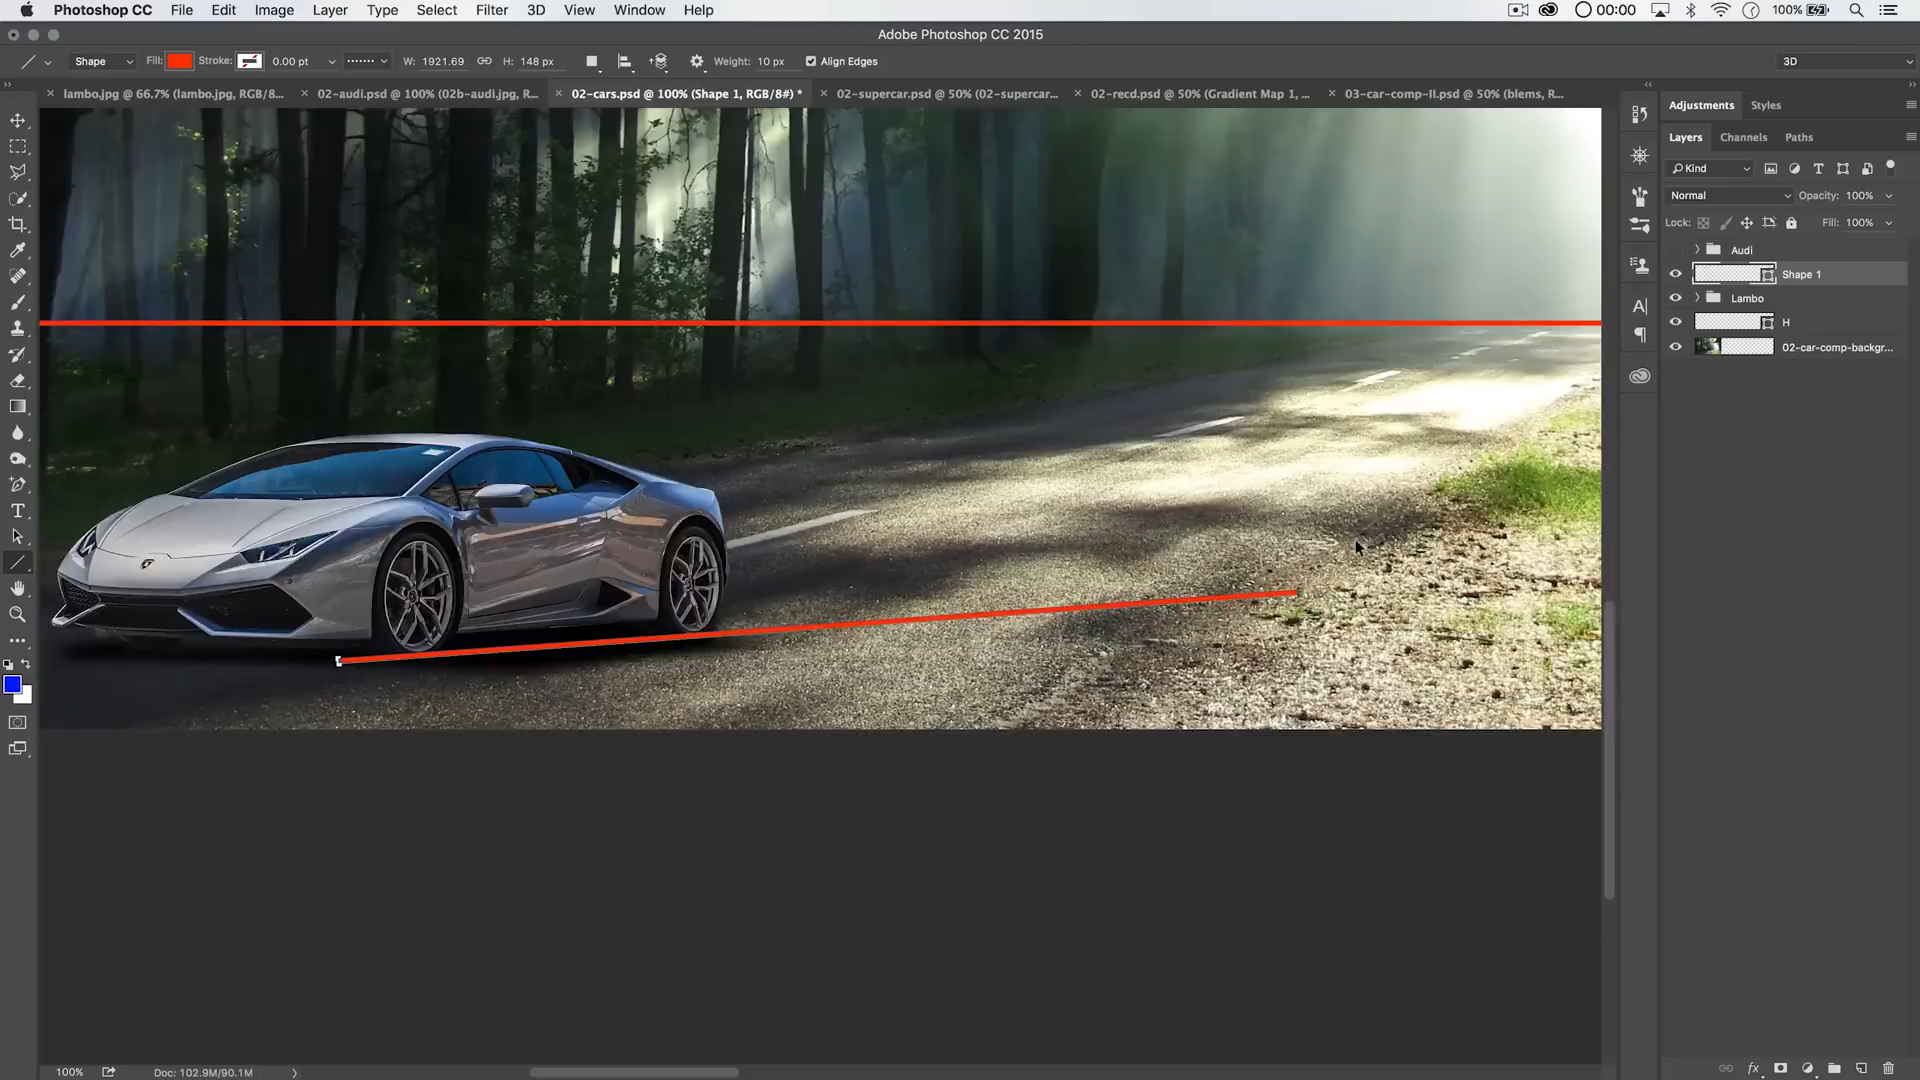 Photoshop CC File Edit Image Layer Type Select Filter 3D View Window Help 00:00 100%
Adobe Photoshop CC 2015
Shape Fill: Stroke: 0.00 pt W: 1921.69 H: 148 px Weight: 10 px Align Edges 3D
lambo.jpg @ 66.7% (lambo.jpg, RGB/8... 02-audi.psd @ 100% (02b-audi.jpg, R... 02-cars.psd @ 100% (Shape 1, RGB/8#) * 02-supercar.psd @ 50% (02-supercar... 02-recd.psd @ 50% (Gradient Map 1, ... 03-car-comp-II.psd @ 50% (blems, R...
Adjustments Styles
Layers Channels Paths
Kind
Normal Opacity: 100%
Lock: Fill: 100%
Audi
Shape 1
Lambo
H
02-car-comp-backgr...
100% Doc: 102.9M/90.1M